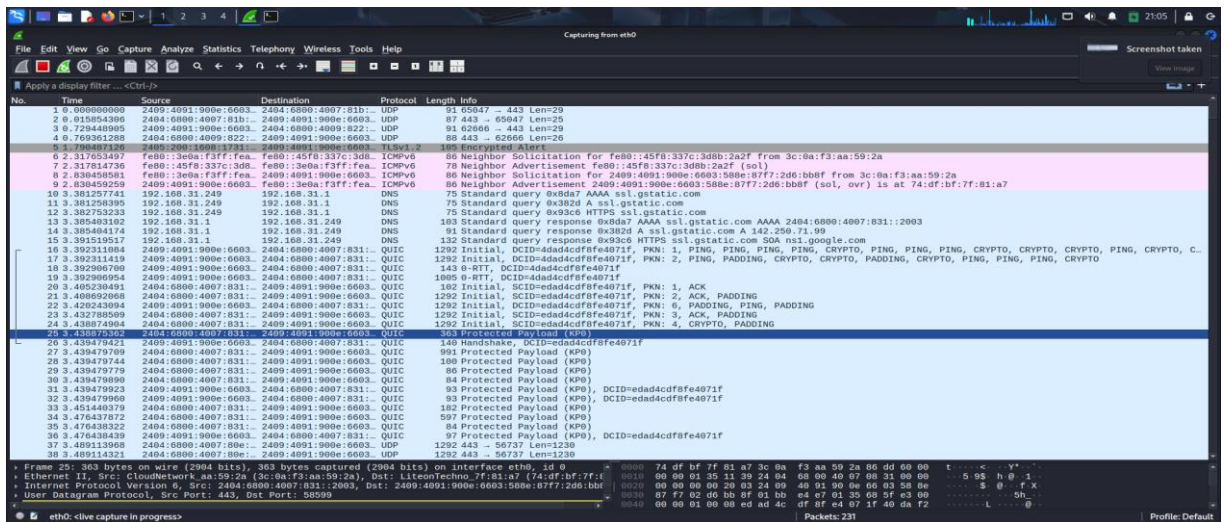 1 2 3 4
21:05
Capturing from eth0
Screenshot taken
View image
File Edit View Go Capture Analyze Statistics Telephony Wireless Tools Help
Apply a display filter ... <Ctrl-/>
No. Time Source Destination Protocol Length Info
1 0.000000000 2409:4091:900e:6603… 2404:6800:4007:81b:… UDP 91 65047 → 443 Len=29
2 0.015854306 2404:6800:4007:81b:… 2409:4091:900e:6603… UDP 87 443 → 65047 Len=25
3 0.729448905 2409:4091:900e:6603… 2404:6800:4009:822:… UDP 91 62666 → 443 Len=29
4 0.769361288 2404:6800:4009:822:… 2409:4091:900e:6603… UDP 88 443 → 62666 Len=26
5 1.790487126 2405:200:1608:1731:… 2409:4091:900e:6603… TLSv1.2 105 Encrypted Alert
6 2.317653497 fe80::3e0a:f3ff:fea… fe80::45f8:337c:3d8… ICMPv6 86 Neighbor Solicitation for fe80::45f8:337c:3d8b:2a2f from 3c:0a:f3:aa:59:2a
7 2.317814736 fe80::45f8:337c:3d8… fe80::3e0a:f3ff:fea… ICMPv6 78 Neighbor Advertisement fe80::45f8:337c:3d8b:2a2f (sol)
8 2.830458581 fe80::3e0a:f3ff:fea… 2409:4091:900e:6603… ICMPv6 86 Neighbor Solicitation for 2409:4091:900e:6603:588e:87f7:2d6:bb8f from 3c:0a:f3:aa:59:2a
9 2.830459259 2409:4091:900e:6603… fe80::3e0a:f3ff:fea… ICMPv6 86 Neighbor Advertisement 2409:4091:900e:6603:588e:87f7:2d6:bb8f (sol, ovr) is at 74:df:bf:7f:81:a7
10 3.381257741 192.168.31.249 192.168.31.1 DNS 75 Standard query 0x8da7 AAAA ssl.gstatic.com
11 3.381258395 192.168.31.249 192.168.31.1 DNS 75 Standard query 0x382d A ssl.gstatic.com
12 3.382753233 192.168.31.249 192.168.31.1 DNS 75 Standard query 0x93c6 HTTPS ssl.gstatic.com
13 3.385403102 192.168.31.1 192.168.31.249 DNS 103 Standard query response 0x8da7 AAAA ssl.gstatic.com AAAA 2404:6800:4007:831::2003
14 3.385404174 192.168.31.1 192.168.31.249 DNS 91 Standard query response 0x382d A ssl.gstatic.com A 142.250.71.99
15 3.391519517 192.168.31.1 192.168.31.249 DNS 132 Standard query response 0x93c6 HTTPS ssl.gstatic.com SOA ns1.google.com
16 3.392311084 2409:4091:900e:6603… 2404:6800:4007:831:… QUIC 1292 Initial, DCID=4dad4cdf8fe4071f, PKN: 1, PING, PING, PING, PING, CRYPTO, PING, PING, PING, CRYPTO, CRYPTO, CRYPTO, PING, CRYPTO, C…
17 3.392311419 2409:4091:900e:6603… 2404:6800:4007:831:… QUIC 1292 Initial, DCID=4dad4cdf8fe4071f, PKN: 2, PING, PADDING, CRYPTO, CRYPTO, PADDING, CRYPTO, PING, PING, PING, CRYPTO
18 3.392906700 2409:4091:900e:6603… 2404:6800:4007:831:… QUIC 143 0-RTT, DCID=4dad4cdf8fe4071f
19 3.392906954 2409:4091:900e:6603… 2404:6800:4007:831:… QUIC 1005 0-RTT, DCID=4dad4cdf8fe4071f
20 3.405230491 2404:6800:4007:831:… 2409:4091:900e:6603… QUIC 102 Initial, SCID=edad4cdf8fe4071f, PKN: 1, ACK
21 3.408692068 2404:6800:4007:831:… 2409:4091:900e:6603… QUIC 1292 Initial, SCID=edad4cdf8fe4071f, PKN: 2, ACK, PADDING
22 3.420243094 2404:6800:4007:831:… 2409:4091:900e:6603… QUIC 1292 Initial, SCID=edad4cdf8fe4071f, PKN: 6, PADDING, PING, PADDING
23 3.432788509 2404:6800:4007:831:… 2409:4091:900e:6603… QUIC 1292 Initial, SCID=edad4cdf8fe4071f, PKN: 3, ACK, PADDING
24 3.438874904 2404:6800:4007:831:… 2409:4091:900e:6603… QUIC 1292 Initial, SCID=edad4cdf8fe4071f, PKN: 4, CRYPTO, PADDING
25 3.438875362 2404:6800:4007:831:… 2409:4091:900e:6603… QUIC 363 Protected Payload (KP0)
26 3.439479421 2409:4091:900e:6603… 2404:6800:4007:831:… QUIC 140 Handshake, DCID=edad4cdf8fe4071f
27 3.439479709 2404:6800:4007:831:… 2409:4091:900e:6603… QUIC 991 Protected Payload (KP0)
28 3.439479744 2404:6800:4007:831:… 2409:4091:900e:6603… QUIC 100 Protected Payload (KP0)
29 3.439479779 2404:6800:4007:831:… 2409:4091:900e:6603… QUIC 86 Protected Payload (KP0)
30 3.439479890 2404:6800:4007:831:… 2409:4091:900e:6603… QUIC 84 Protected Payload (KP0)
31 3.439479923 2409:4091:900e:6603… 2404:6800:4007:831:… QUIC 93 Protected Payload (KP0), DCID=edad4cdf8fe4071f
32 3.439479960 2409:4091:900e:6603… 2404:6800:4007:831:… QUIC 93 Protected Payload (KP0), DCID=edad4cdf8fe4071f
33 3.451440379 2404:6800:4007:831:… 2409:4091:900e:6603… QUIC 182 Protected Payload (KP0)
34 3.476437872 2404:6800:4007:831:… 2409:4091:900e:6603… QUIC 597 Protected Payload (KP0)
35 3.476438322 2404:6800:4007:831:… 2409:4091:900e:6603… QUIC 84 Protected Payload (KP0)
36 3.476438439 2409:4091:900e:6603… 2404:6800:4007:831:… QUIC 97 Protected Payload (KP0), DCID=edad4cdf8fe4071f
37 3.489113968 2404:6800:4007:80e:… 2409:4091:900e:6603… UDP 1292 443 → 56737 Len=1230
38 3.489114321 2404:6800:4007:80e:… 2409:4091:900e:6603… UDP 1292 443 → 56737 Len=1230
Frame 25: 363 bytes on wire (2904 bits), 363 bytes captured (2904 bits) on interface eth0, id 0
Ethernet II, Src: CloudNetwork_aa:59:2a (3c:0a:f3:aa:59:2a), Dst: LiteonTechno_7f:81:a7 (74:df:bf:7f:8
Internet Protocol Version 6, Src: 2404:6800:4007:831::2003, Dst: 2409:4091:900e:6603:588e:87f7:2d6:bb8
User Datagram Protocol, Src Port: 443, Dst Port: 58599
0000 74 df bf 7f 81 a7 3c 0a f3 aa 59 2a 86 dd 60 00
0010 00 00 01 35 11 39 24 04 68 00 40 07 08 31 00 00
0020 00 00 00 00 20 03 24 09 40 91 90 0e 66 03 58 8e
0030 87 f7 02 d6 bb 8f 01 bb e4 e7 01 35 68 5f e3 00
0040 00 00 01 00 08 ed ad 4c df 8f e4 07 1f 40 da f2
eth0: <live capture in progress>
Packets: 231
Profile: Default